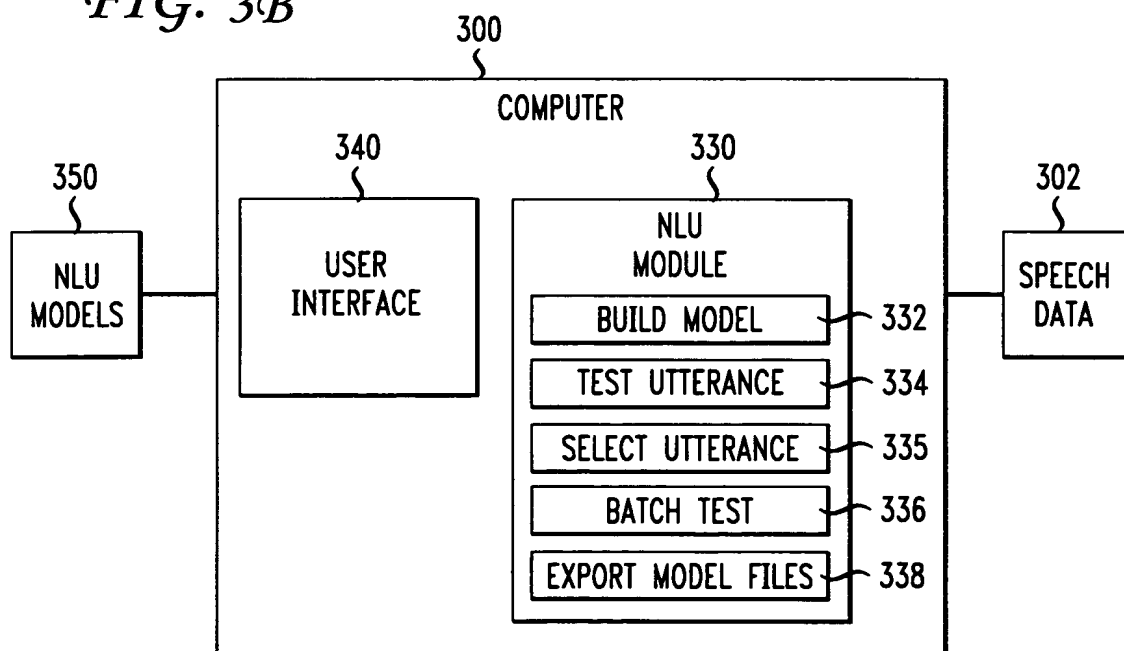 FIG. 3B
300
COMPUTER
340
330
350
302
NLU
MODULE
NLU
MODELS
USER
INTERFACE
SPEECH
DATA
BUILD MODEL
332
TEST UTTERANCE
334
SELECT UTTERANCE
335
BATCH TEST
336
EXPORT MODEL FILES
338